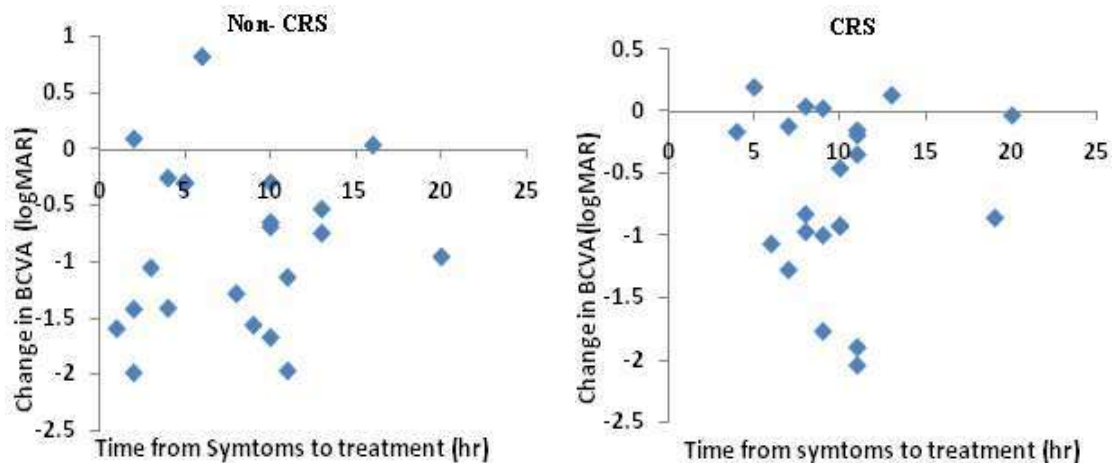 Non- CRS
1
0.5
0
-0.5
-1
-1.5
-2
-2.5
0 5 10 15 20 25
Change in BCVA (logMAR)
Time from Symtoms to treatment (hr)
CRS
0.5
0
-0.5
-1
-1.5
-2
-2.5
0 5 10 15 20 25
Change in BCVA(logMAR)
Time from symtoms to treatment (hr)